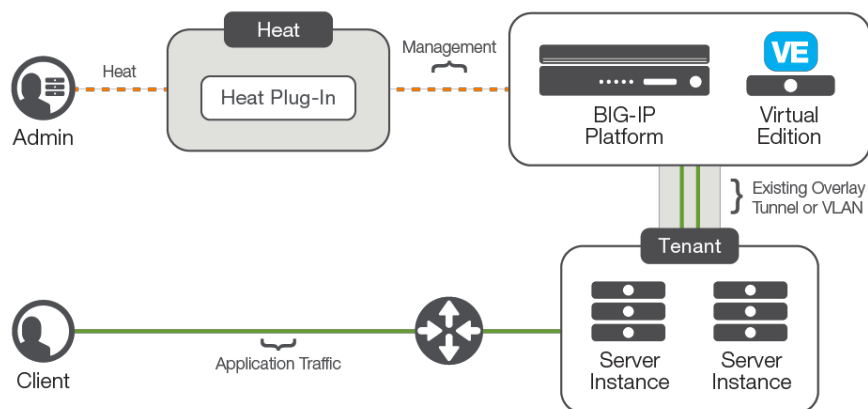 Heat
Heat
Management
Heat Plug-In
Admin
VE
BIG-IP
Platform
Virtual
Edition
Existing Overlay
Tunnel or VLAN
Tenant
Server
Instance
Server
Instance
Application Traffic
Client